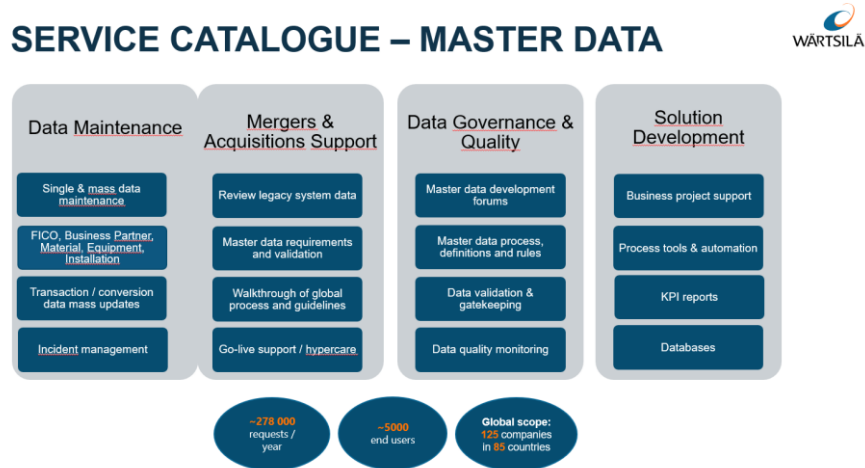 SERVICE CATALOGUE – MASTER DATA
WÄRTSILÄ
Data Maintenance
Single & mass data
maintenance
FICO, Business Partner,
Material, Equipment,
Installation
Transaction / conversion
data mass updates
Incident management
Mergers &
Acquisitions Support
Review legacy system data
Master data requirements
and validation
Walkthrough of global
process and guidelines
Go-live support / hypercare
Data Governance &
Quality
Master data development
forums
Master data process,
definitions and rules
Data validation &
gatekeeping
Data quality monitoring
Solution
Development
Business project support
Process tools & automation
KPI reports
Databases
~278 000
requests /
year
~5000
end users
Global scope:
125 companies
in 85 countries